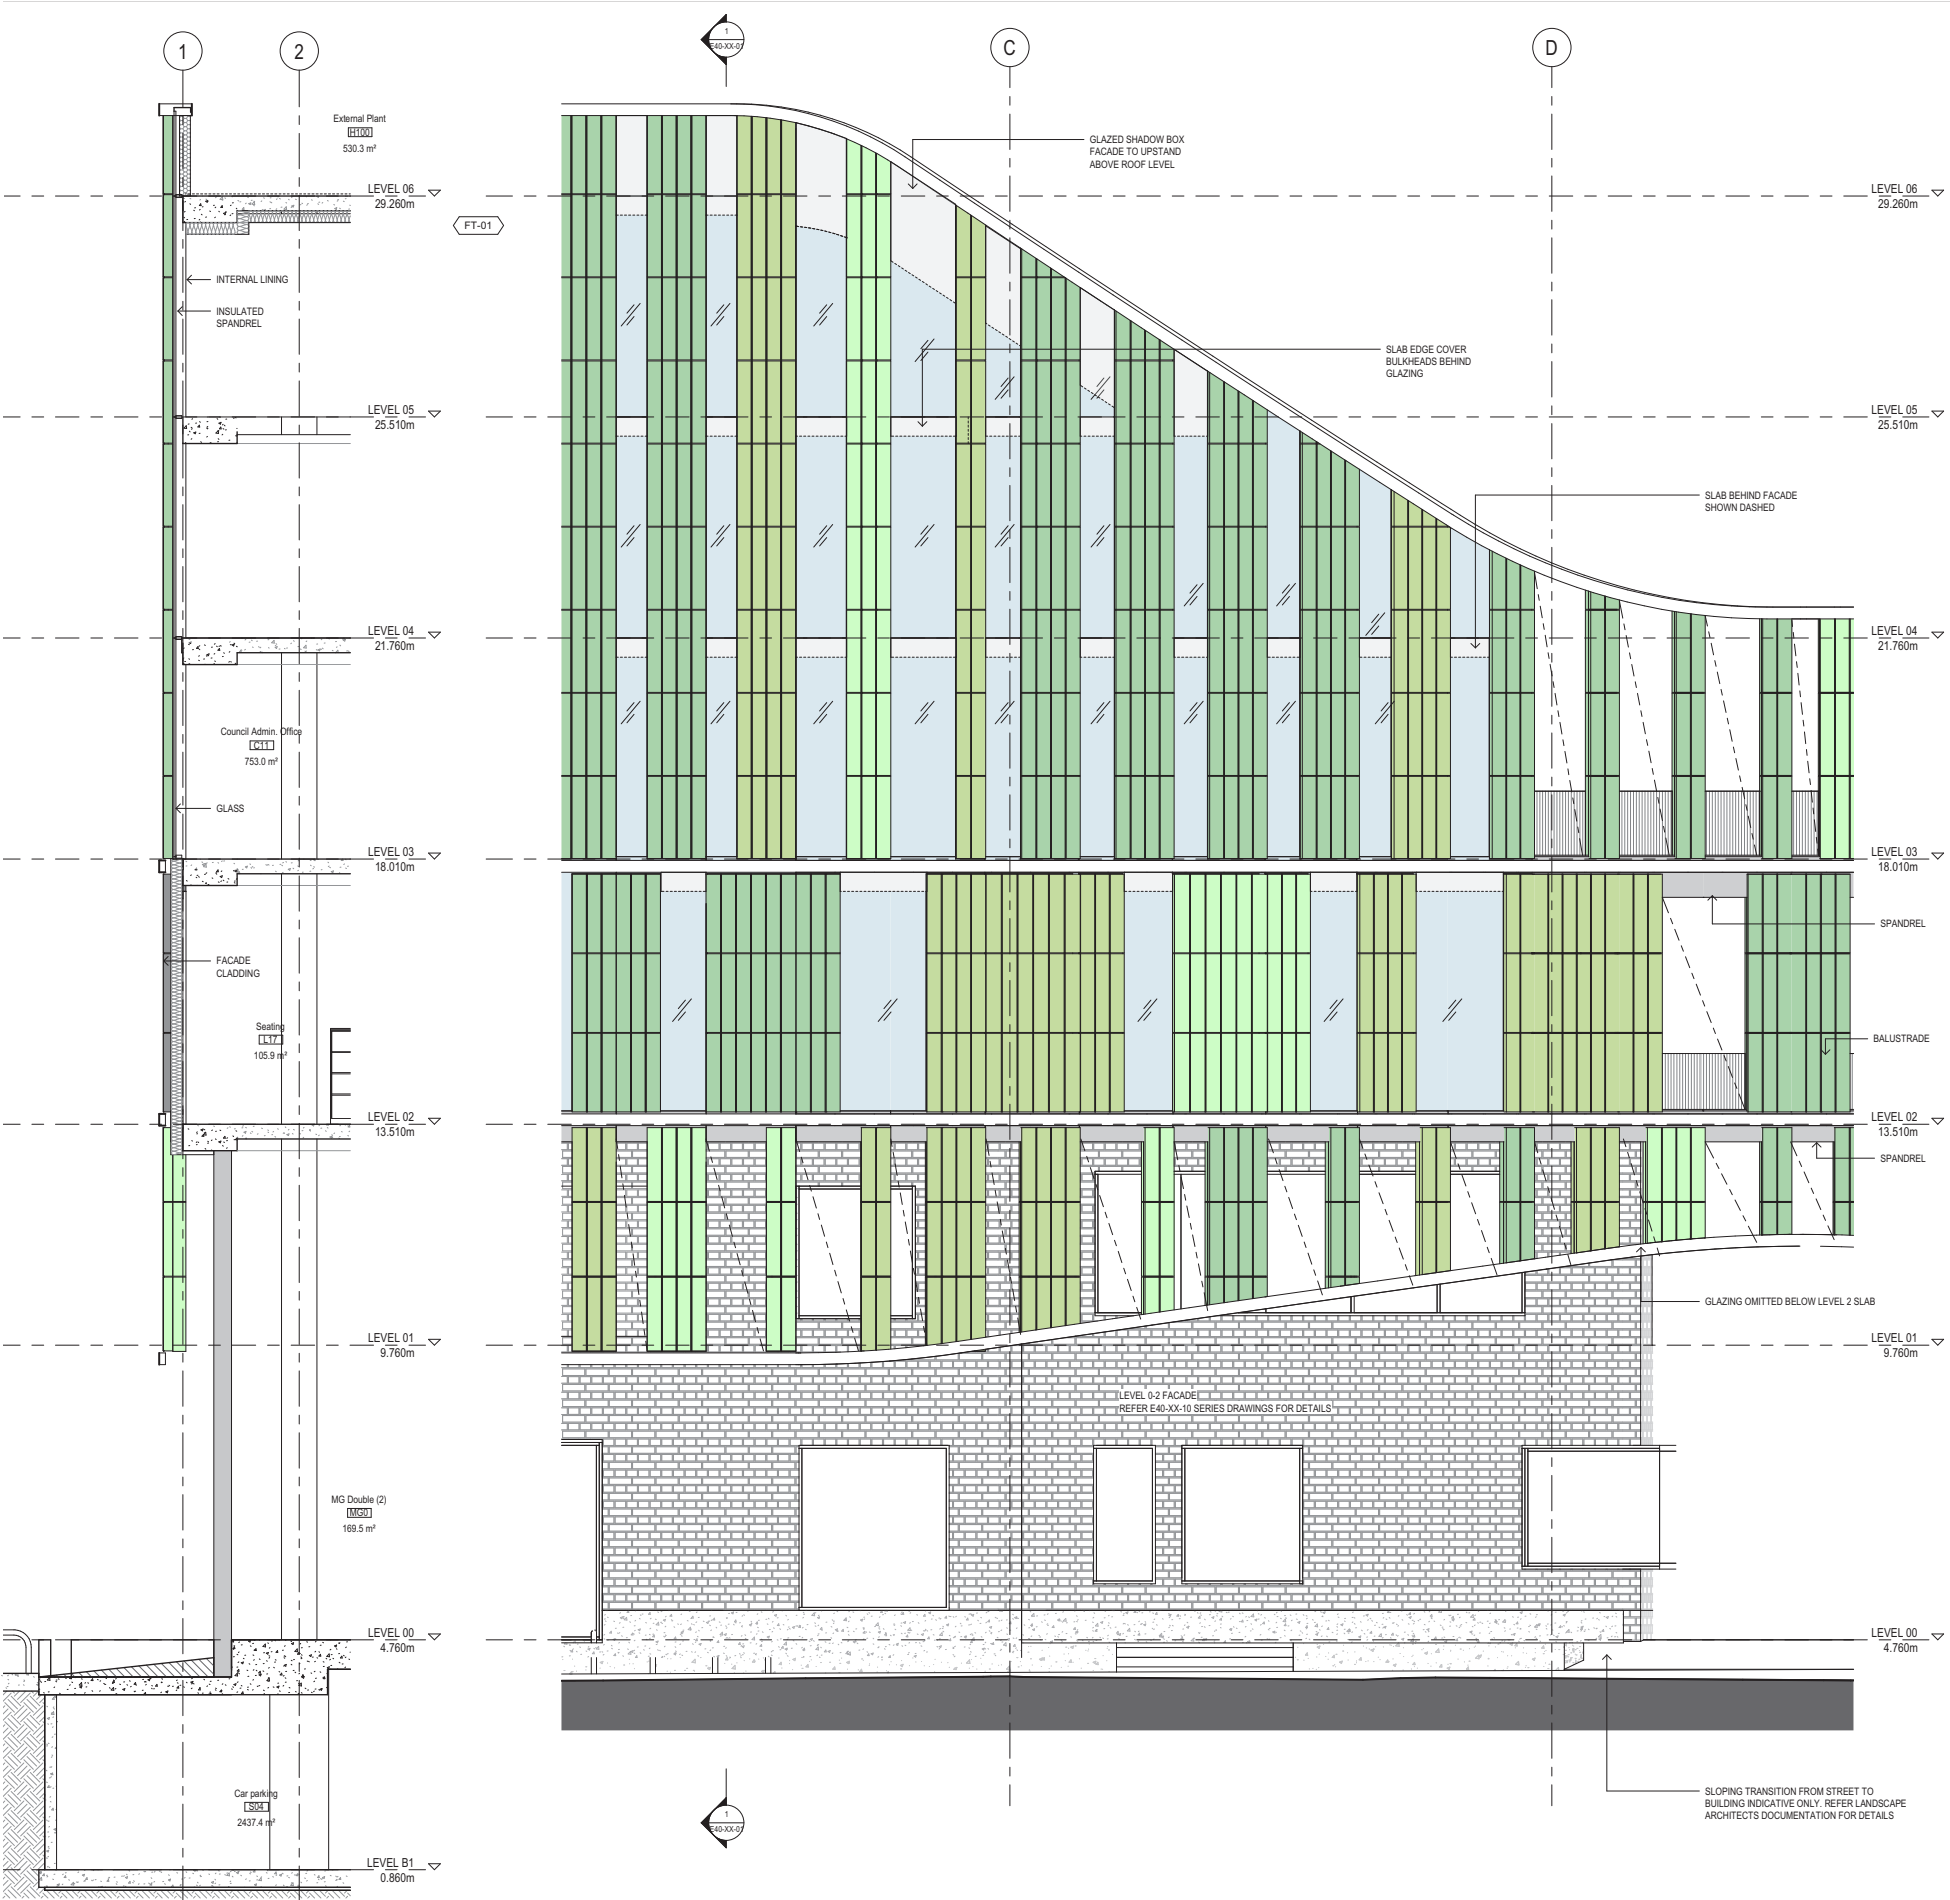 1
2
1
E40-XX-01
C
D
External Plant
H100
530.3 m²
GLAZED SHADOW BOX
FACADE TO UPSTAND
ABOVE ROOF LEVEL
LEVEL 06
29.260m
LEVEL 06
29.260m
FT-01
INTERNAL LINING
INSULATED
SPANDREL
SLAB EDGE COVER
BULKHEADS BEHIND
GLAZING
LEVEL 05
25.510m
LEVEL 05
25.510m
SLAB BEHIND FACADE
SHOWN DASHED
LEVEL 04
21.760m
LEVEL 04
21.760m
Council Admin. Office
C11
753.0 m²
GLASS
LEVEL 03
18.010m
LEVEL 03
18.010m
SPANDREL
FACADE
CLADDING
Seating
L17
105.9 m²
BALUSTRADE
LEVEL 02
13.510m
LEVEL 02
13.510m
SPANDREL
GLAZING OMITTED BELOW LEVEL 2 SLAB
LEVEL 01
9.760m
LEVEL 01
9.760m
LEVEL 0-2 FACADE
REFER E40-XX-10 SERIES DRAWINGS FOR DETAILS
MG Double (2)
MG0
169.5 m²
LEVEL 00
4.760m
LEVEL 00
4.760m
Car parking
S04
2437.4 m²
1
E40-XX-01
SLOPING TRANSITION FROM STREET TO
BUILDING INDICATIVE ONLY. REFER LANDSCAPE
ARCHITECTS DOCUMENTATION FOR DETAILS
LEVEL B1
0.860m